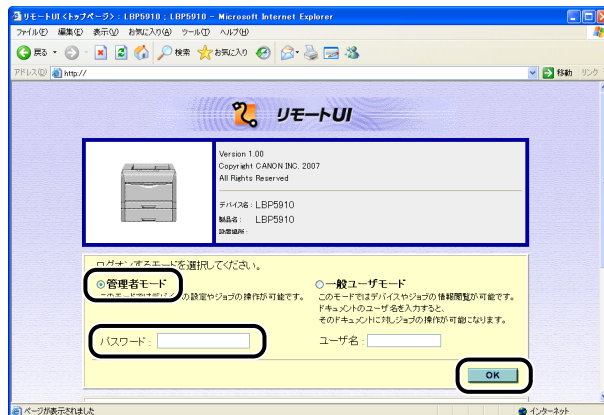 リモートUI <トップページ> : LBP5910 ; LBP5910 - Microsoft Internet Explorer
ファイル(F) 編集(E) 表示(V) お気に入り(A) ツール(T) ヘルプ(H)
戻る 検索 お気に入り
アドレス(D) http:// 移動 リンク
リモートUI
Version 1.00
Copyright CANON INC. 2007
All Rights Reserved
デバイス名 : LBP5910
製品名 : LBP5910
設置場所 :
ログオンするモードを選択してください。
管理者モード
このモードではデバイスの設定やジョブの操作が可能です。
一般ユーザモード
このモードではデバイスやジョブの情報閲覧が可能です。
ドキュメントのユーザ名を入力すると、
そのドキュメントに対しジョブの操作が可能になります。
パスワード :
ユーザ名 :
OK
ページが表示されました
インターネット